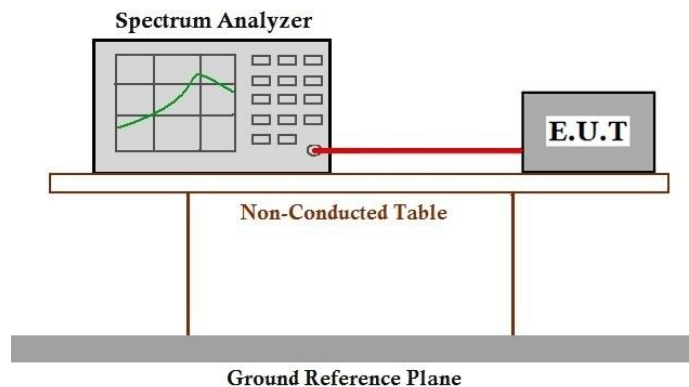 Spectrum Analyzer
E.U.T
Non-Conducted Table
Ground Reference Plane